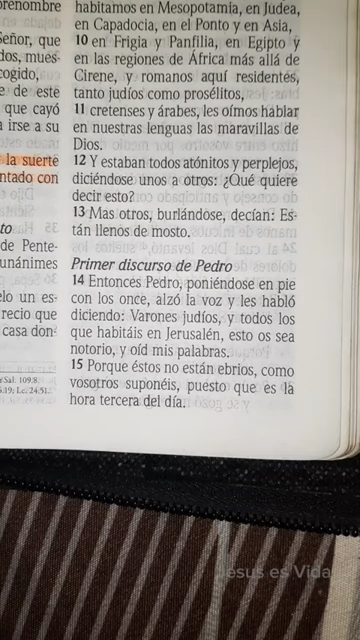 prenombre
Señor, que
dos, mues-
cogido,
e de este
que cayó
a irse a su
la suerte
ntado con
to
de Pente-
unánimes
elo un es-
recio que
casa don-
Sal. 109:8.
habitamos en Mesopotamia, en Judea,
en Capadocia, en el Ponto y en Asia,
10 en Frigia y Panfilia, en Egipto y
en las regiones de África más allá de
Cirene, y romanos aquí residentes,
tanto judíos como prosélitos,
11 cretenses y árabes, les oímos hablar
en nuestras lenguas las maravillas de
Dios.
12 Y estaban todos atónitos y perplejos,
diciéndose unos a otros: ¿Qué quiere
decir esto?
13 Mas otros, burlándose, decían: Es-
tán llenos de mosto.
Primer discurso de Pedro
14 Entonces Pedro, poniéndose en pie
con los once, alzó la voz y les habló
diciendo: Varones judíos, y todos los
que habitáis en Jerusalén, esto os sea
notorio, y oíd mis palabras.
15 Porque éstos no están ebrios, como
vosotros suponéis, puesto que es la
hora tercera del día.
Jesus es Vida